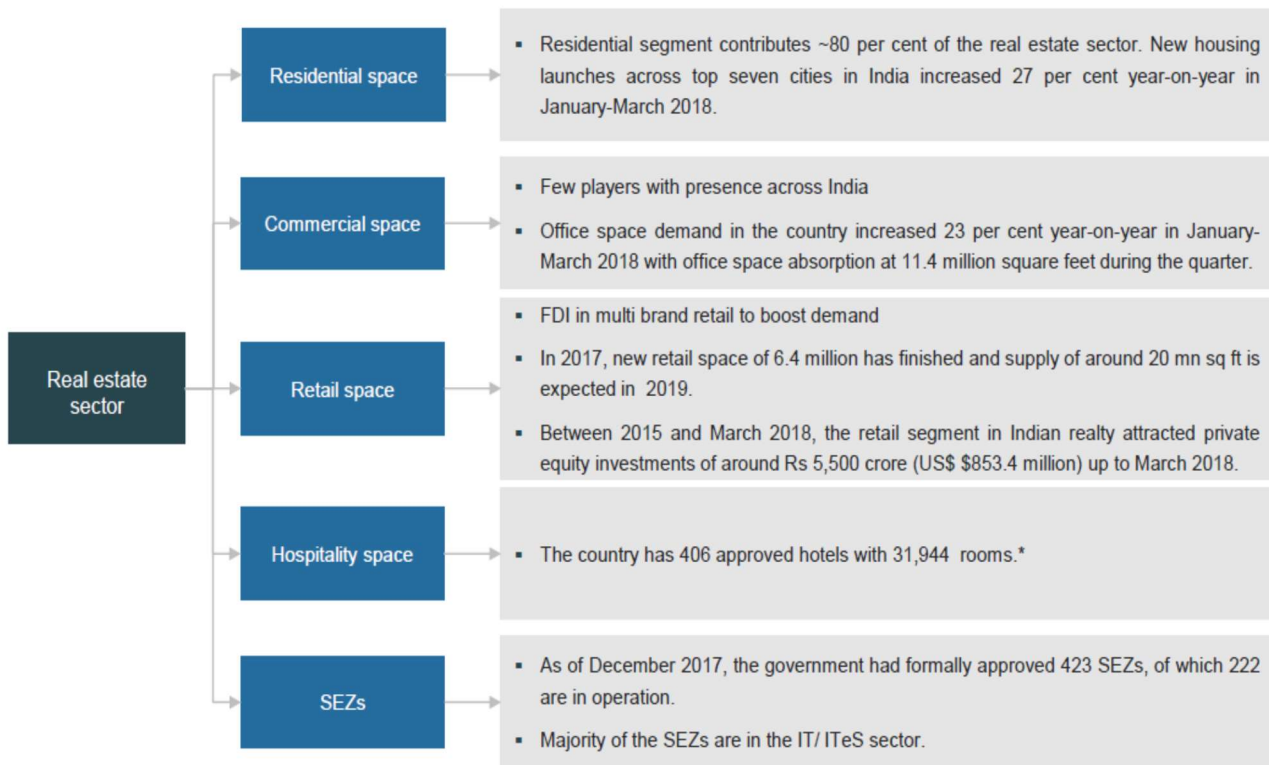 Real estate
sector
Residential space
▪ Residential segment contributes ~80 per cent of the real estate sector. New housing
launches across top seven cities in India increased 27 per cent year-on-year in
January-March 2018.
Commercial space
▪ Few players with presence across India
▪ Office space demand in the country increased 23 per cent year-on-year in January-
March 2018 with office space absorption at 11.4 million square feet during the quarter.
Retail space
▪ FDI in multi brand retail to boost demand
▪ In 2017, new retail space of 6.4 million has finished and supply of around 20 mn sq ft is
expected in 2019.
▪ Between 2015 and March 2018, the retail segment in Indian realty attracted private
equity investments of around Rs 5,500 crore (US$ $853.4 million) up to March 2018.
Hospitality space
▪ The country has 406 approved hotels with 31,944 rooms.*
SEZs
▪ As of December 2017, the government had formally approved 423 SEZs, of which 222
are in operation.
▪ Majority of the SEZs are in the IT/ ITeS sector.